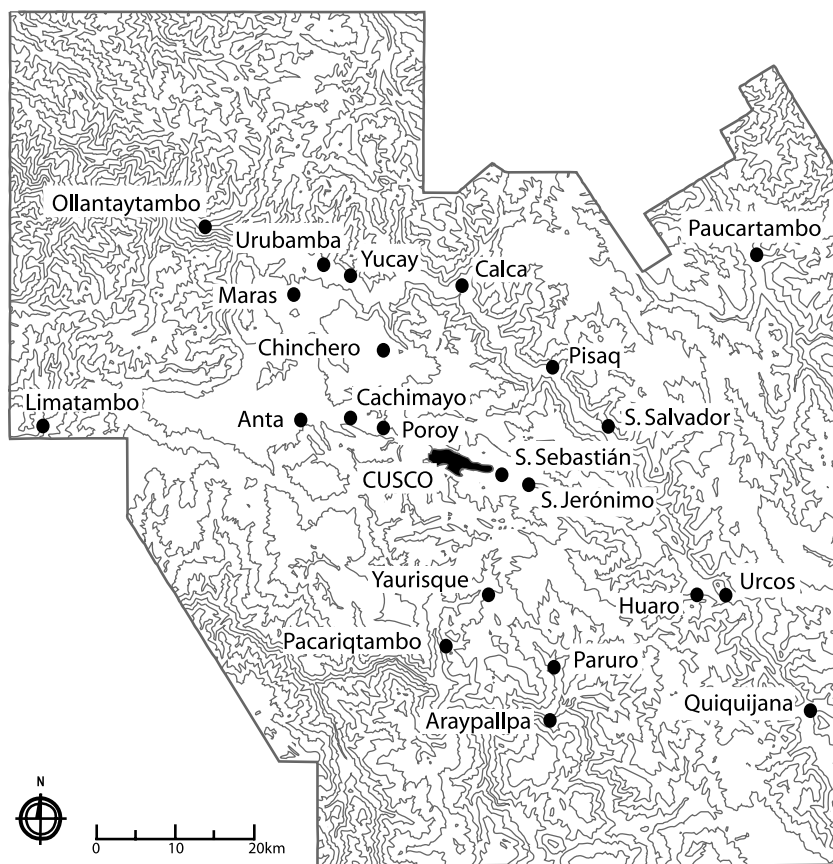 Ollantaytambo
Paucartambo
Urubamba
Yucay
Calca
Maras
Chinchero
Pisaq
Limatambo
Cachimayo
Anta
Poroy
S. Salvador
S. Sebastián
CUSCO
S. Jerónimo
Yaurisque
Huaro
Urcos
Pacariqtambo
Paruro
Quiquijana
Araypallpa
N
0 10 20km